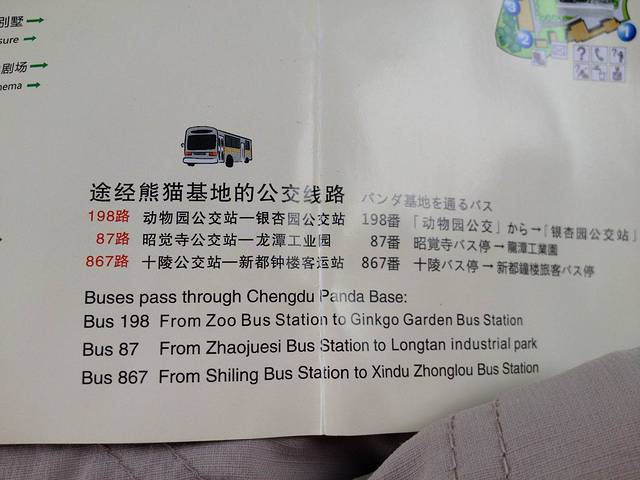 别墅
sure
剧场
nema
3
2
1
途经熊猫基地的公交线路
198路 动物园公交站—银杏园公交站
87路 昭觉寺公交站—龙潭工业园
867路 十陵公交站—新都钟楼客运站
パンダ基地を通るバス
198番 「动物园公交」から→「银杏园公交站」
87番 昭覚寺バス停→龍潭工業園
867番 十陵バス停→新都鐘楼旅客バス停
Buses pass through Chengdu Panda Base:
Bus 198 From Zoo Bus Station to Ginkgo Garden Bus Station
Bus 87 From Zhaojuesi Bus Station to Longtan industrial park
Bus 867 From Shiling Bus Station to Xindu Zhonglou Bus Station